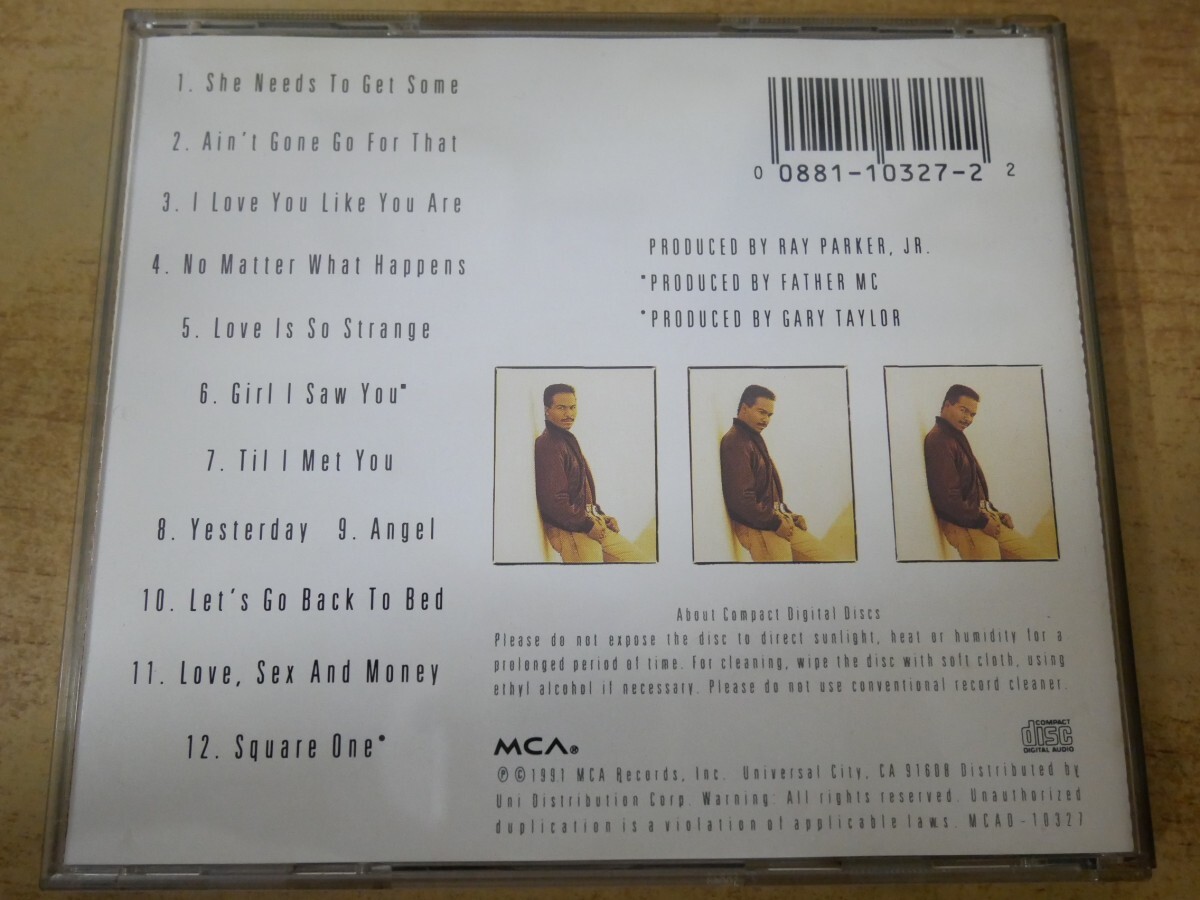 1. She Needs To Get Some
2. Ain't Gone Go For That
3. I Love You Like You Are
4. No Matter What Happens
5. Love Is So Strange
6. Girl I Saw You▪
7. Til I Met You
8. Yesterday 9. Angel
10. Let's Go Back To Bed
11. Love, Sex And Money
12. Square One•
0 0881-10327-2 2
PRODUCED BY RAY PARKER, JR.
▪PRODUCED BY FATHER MC
•PRODUCED BY GARY TAYLOR
About Compact Digital Discs
Please do not expose the disc to direct sunlight, heat or humidity for a
prolonged period of time. For cleaning, wipe the disc with soft cloth, using
ethyl alcohol if necessary. Please do not use conventional record cleaner.
MCA®
COMPACT
disc
DIGITAL AUDIO
℗©1991 MCA Records, Inc. Universal City, CA 91608 Distributed by
Uni Distribution Corp. Warning: All rights reserved. Unauthorized
duplication is a violation of applicable laws. MCAD-10327